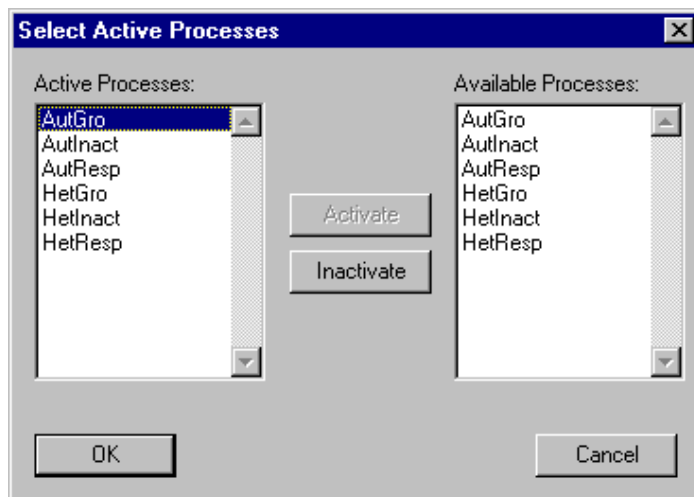 Select Active Processes
Active Processes:
AutGro
AutInact
AutResp
HetGro
HetInact
HetResp
Activate
Inactivate
Available Processes:
AutGro
AutInact
AutResp
HetGro
HetInact
HetResp
OK
Cancel